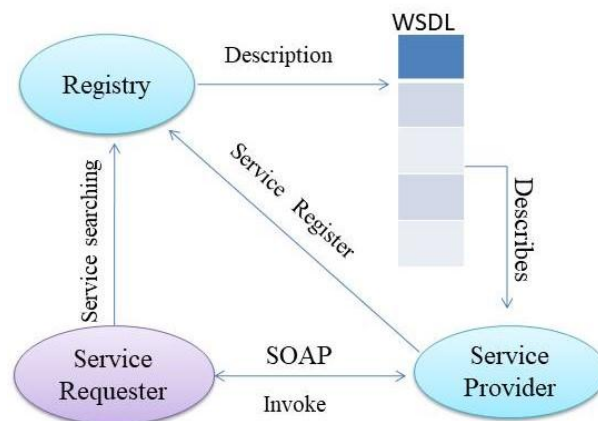 WSDL
Description
Registry
Service Register
Service searching
Describes
Service
Requester
SOAP
Invoke
Service
Provider